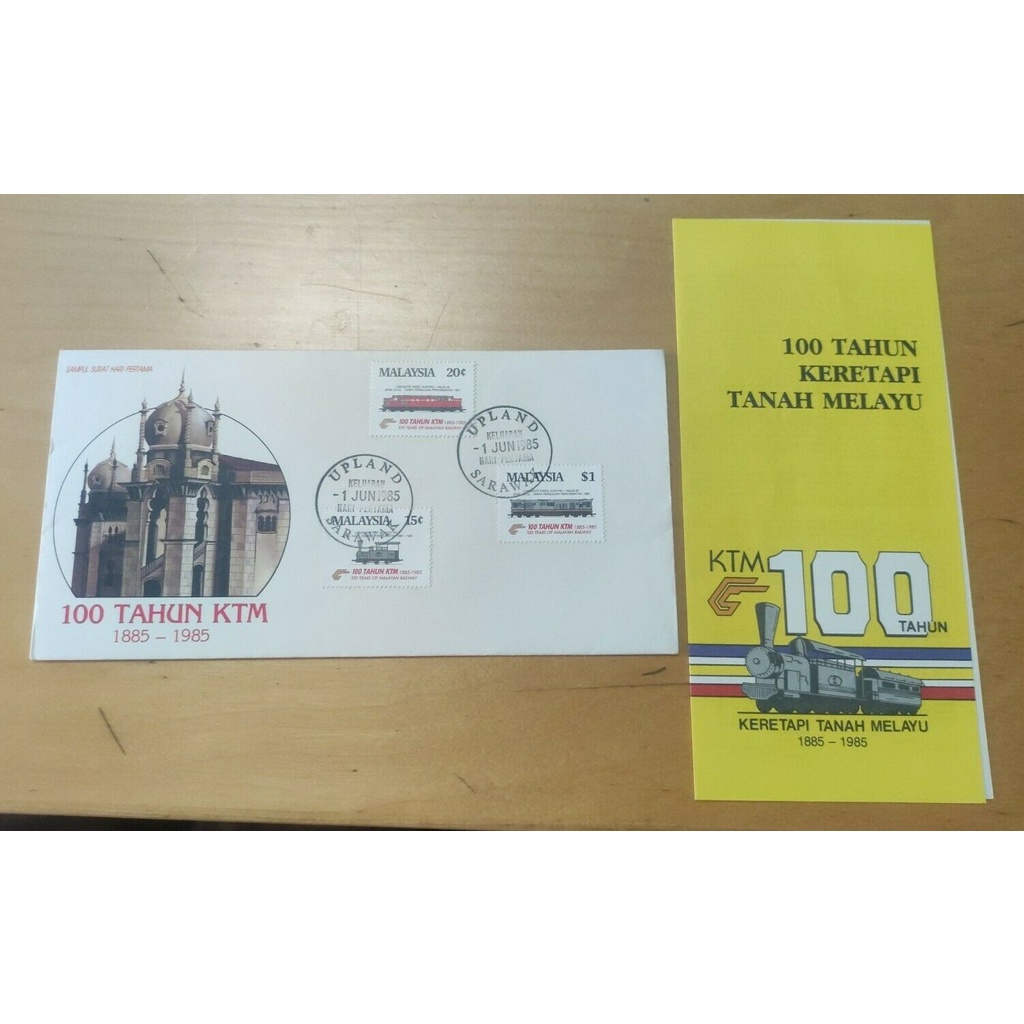 SAMPUL SURAT HARI PERTAMA
100 TAHUN KTM
1885 – 1985
MALAYSIA 20¢
100 TAHUN KTM 1885-1985
100 YEARS OF MALAYAN RAILWAY
UPLAND
KELUARAN
-1 JUN 1985
HARI PERTAMA
SARAWAK
UPLAND
KELUARAN
-1 JUN 1985
HARI PERTAMA
SARAWAK
MALAYSIA 15¢
100 TAHUN KTM 1885-1985
100 YEARS OF MALAYAN RAILWAY
MALAYSIA $1
100 TAHUN KTM 1885-1985
100 YEARS OF MALAYAN RAILWAY
100 TAHUN
KERETAPI
TANAH MELAYU
KTM 100
TAHUN
KERETAPI TANAH MELAYU
1885 – 1985